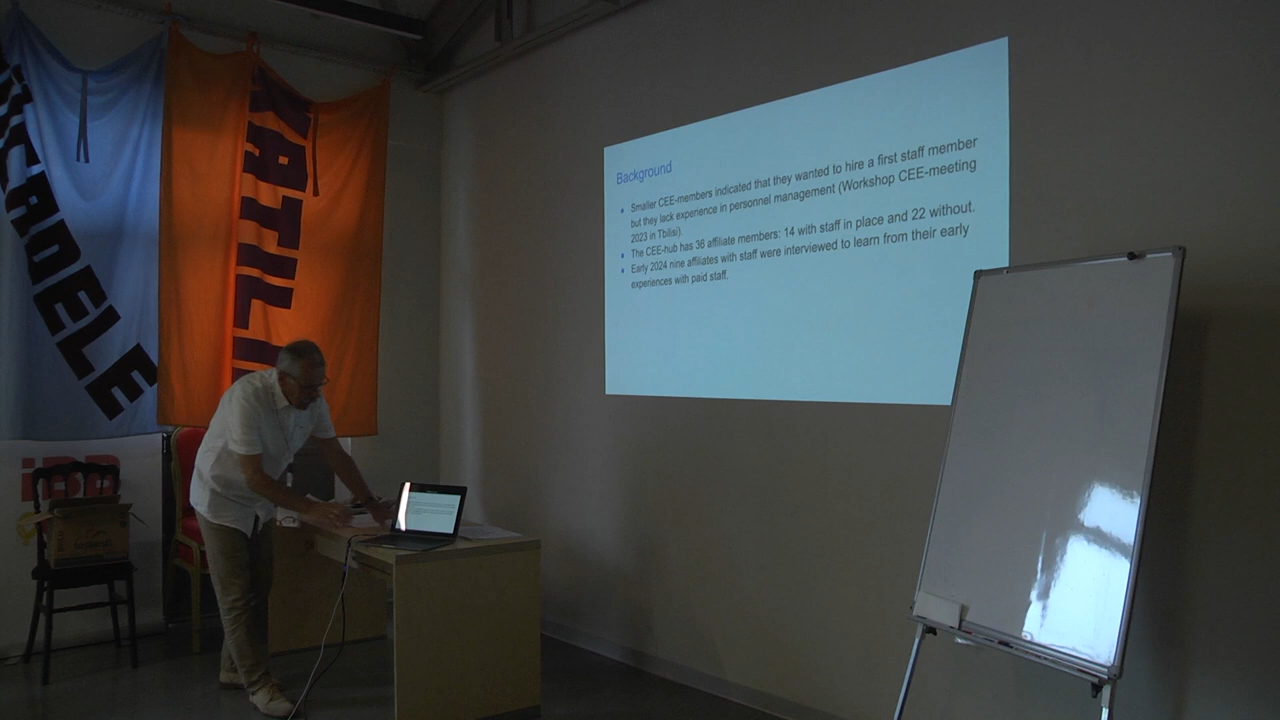 Background
Smaller CEE-members indicated that they wanted to hire a first staff member
but they lack experience in personnel management (Workshop CEE-meeting
2023 in Tbilisi).
The CEE-hub has 36 affiliate members: 14 with staff in place and 22 without.
Early 2024 nine affiliates with staff were interviewed to learn from their early
experiences with paid staff.